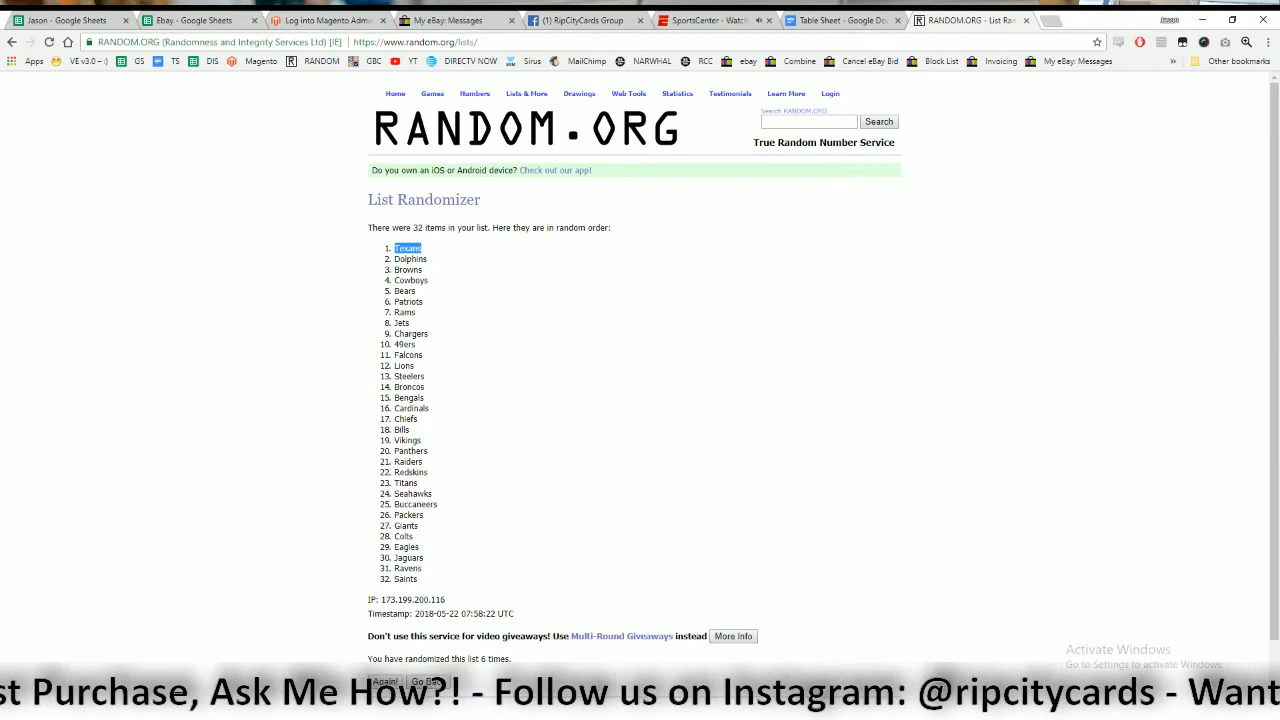 Jason - Google Sheets
Ebay - Google Sheets
Log into Magento Admin
My eBay: Messages
(1) RipCityCards Group
SportsCenter - Watch
Table Sheet - Google Do
RANDOM.ORG - List Ran
RANDOM.ORG (Randomness and Integrity Services Ltd) [IE] | https://www.random.org/lists/
Apps VE v3.0 ~:) GS TS DIS Magento RANDOM GBC YT DIRECTV NOW Sirus MailChimp NARWHAL RCC ebay Combine Cancel eBay Bid Block List Invoicing My eBay: Messages » Other bookmarks
Home Games Numbers Lists & More Drawings Web Tools Statistics Testimonials Learn More Login
RANDOM.ORG
Search RANDOM.ORG
Search
True Random Number Service
Do you own an iOS or Android device? Check out our app!
List Randomizer
There were 32 items in your list. Here they are in random order:
1. Texans
2. Dolphins
3. Browns
4. Cowboys
5. Bears
6. Patriots
7. Rams
8. Jets
9. Chargers
10. 49ers
11. Falcons
12. Lions
13. Steelers
14. Broncos
15. Bengals
16. Cardinals
17. Chiefs
18. Bills
19. Vikings
20. Panthers
21. Raiders
22. Redskins
23. Titans
24. Seahawks
25. Buccaneers
26. Packers
27. Giants
28. Colts
29. Eagles
30. Jaguars
31. Ravens
32. Saints
IP: 173.199.200.116
Timestamp: 2018-05-22 07:58:22 UTC
Don't use this service for video giveaways! Use Multi-Round Giveaways instead More Info
You have randomized this list 6 times.
Again! Go Back
Activate Windows
Go to Settings to activate Windows.
st Purchase, Ask Me How?! - Follow us on Instagram: @ripcitycards - Want